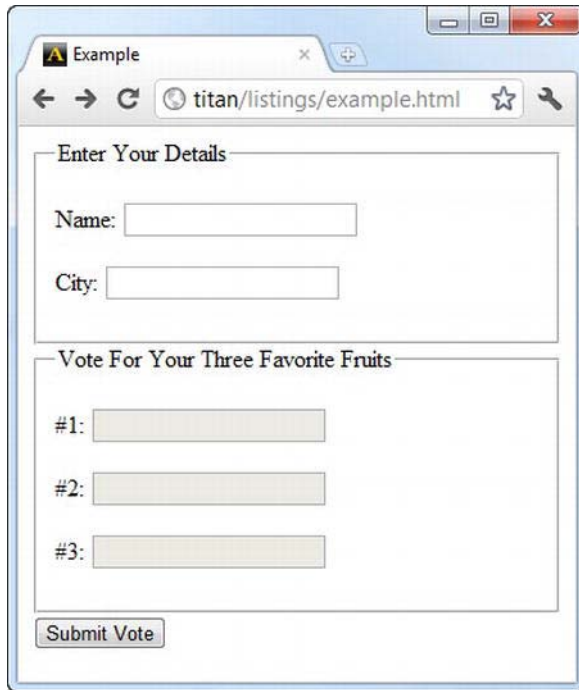 Example
titan/listings/example.html
Enter Your Details
Name:
City:
Vote For Your Three Favorite Fruits
#1:
#2:
#3:
Submit Vote